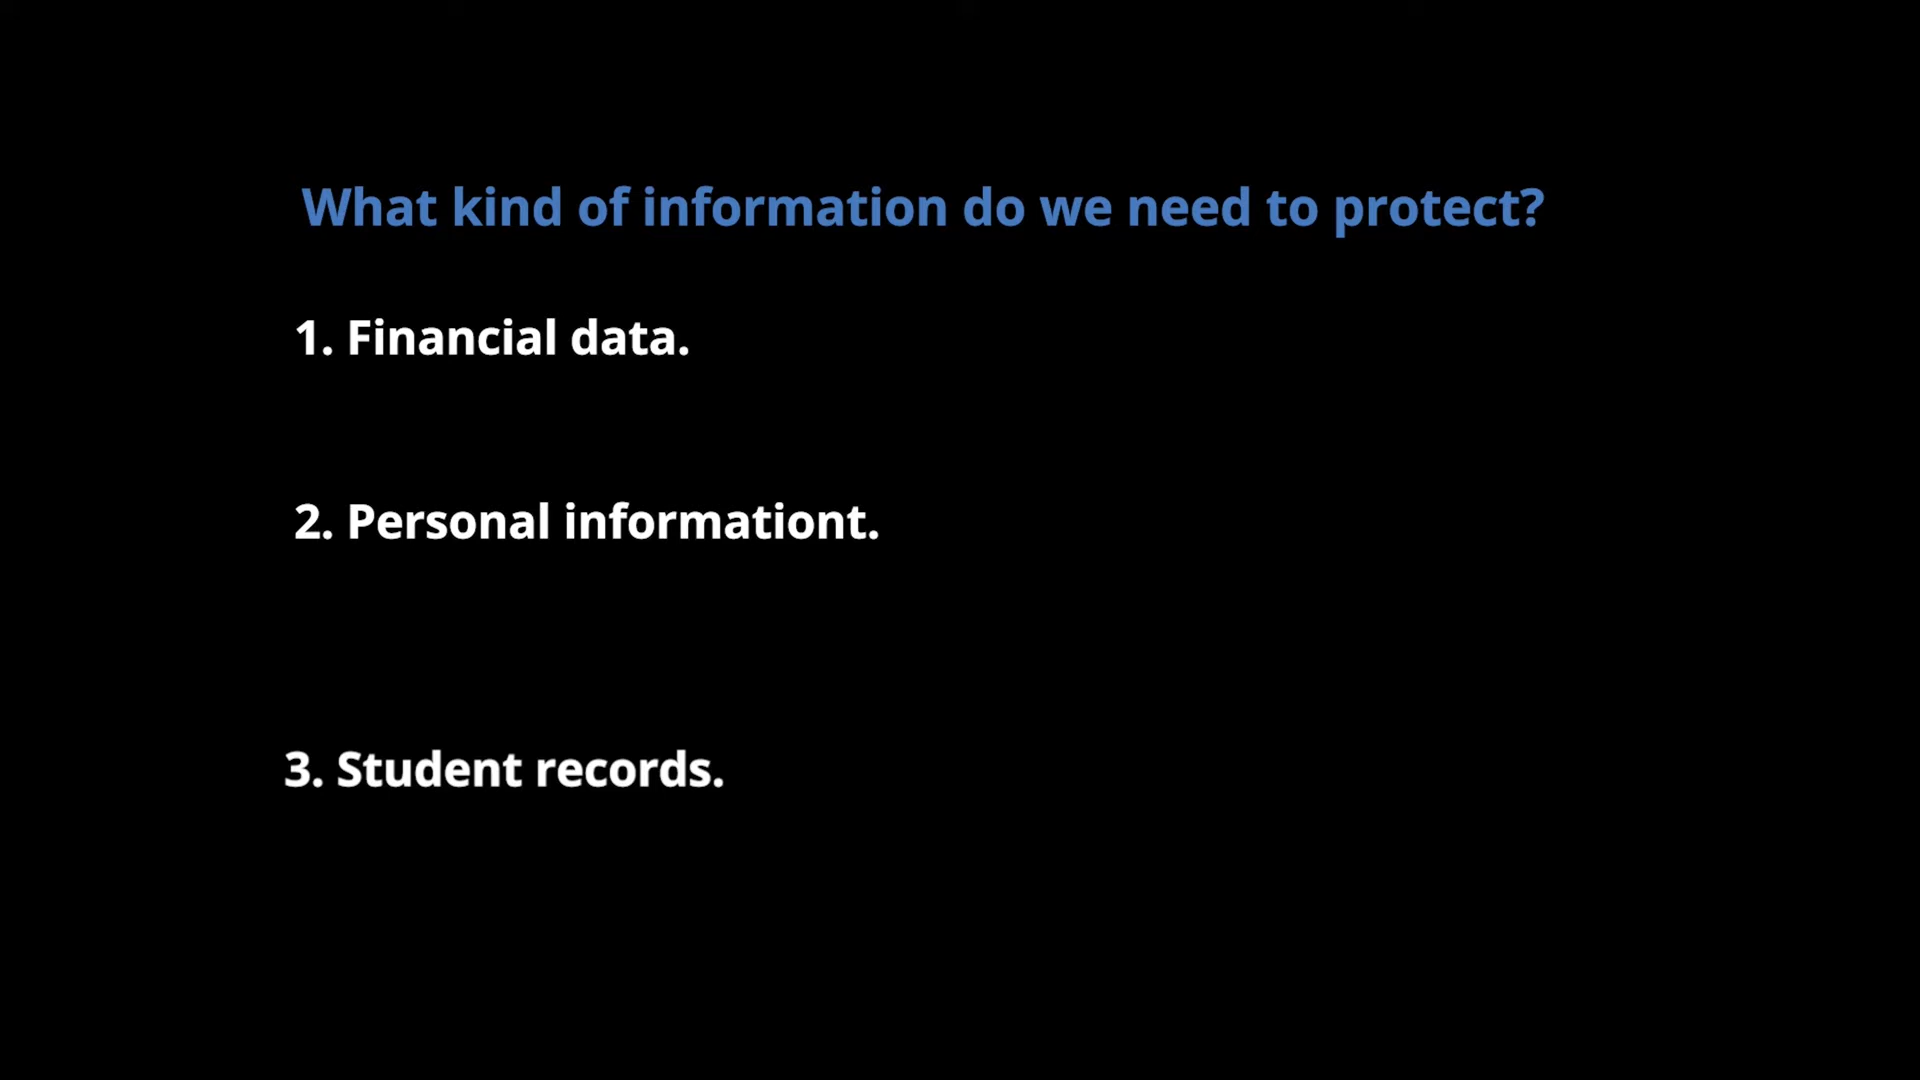 What kind of information do we need to protect?
1. Financial data.
2. Personal informationt.
3. Student records.